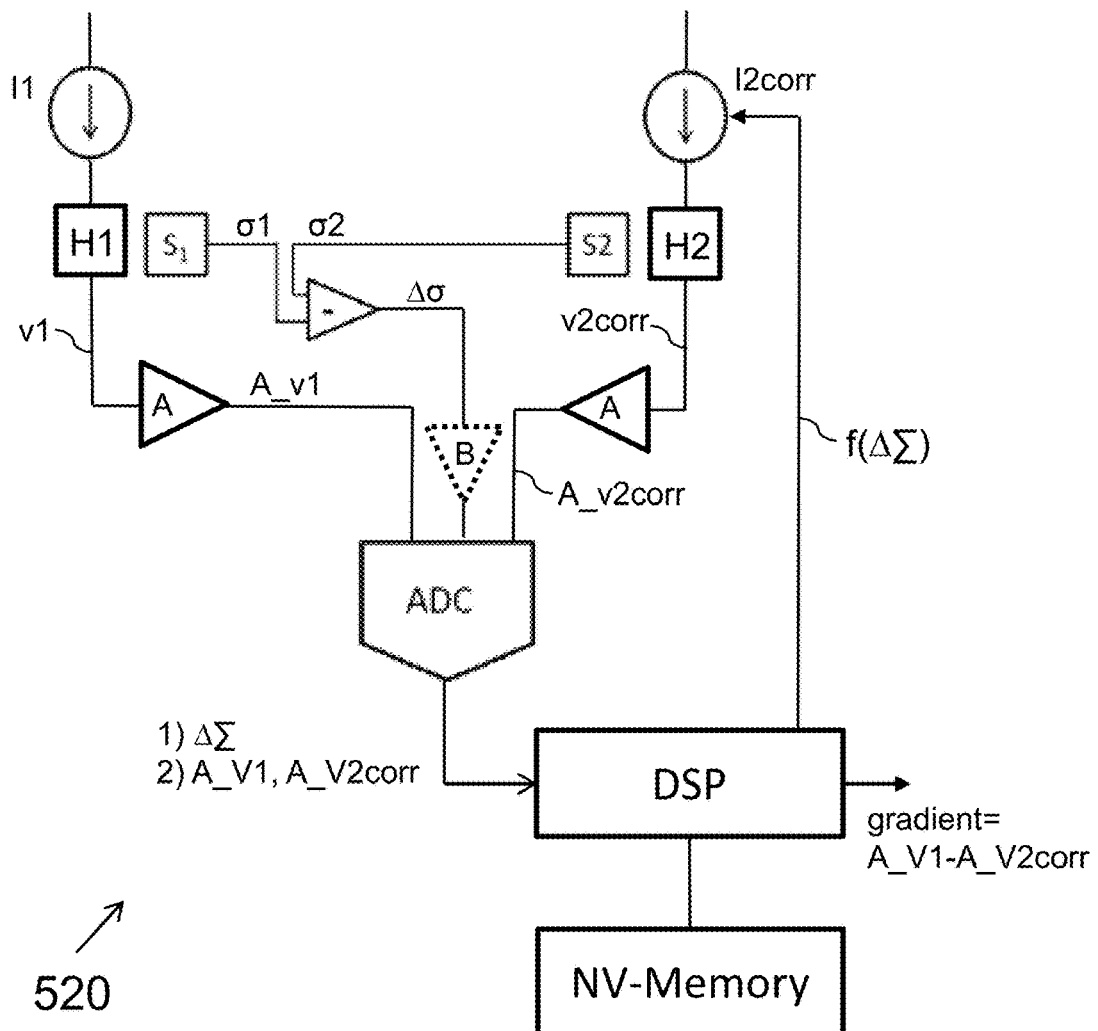 I1
I2corr
H1
S1
σ1
σ2
S2
H2
-
Δσ
v1
v2corr
A
A_v1
A
B
f(Δ∑)
A_v2corr
ADC
1) Δ∑
2) A_V1, A_V2corr
DSP
gradient=
A_V1-A_V2corr
520
NV-Memory